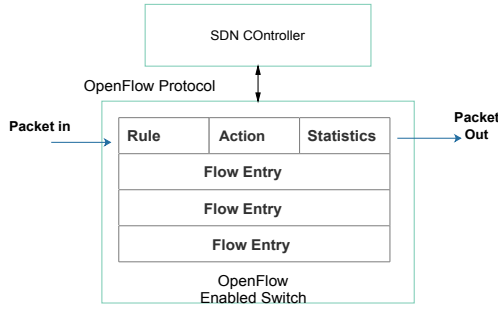 SDN COntroller
OpenFlow Protocol
Packet in
Rule Action Statistics
Packet
Out
Flow Entry
Flow Entry
Flow Entry
OpenFlow
Enabled Switch